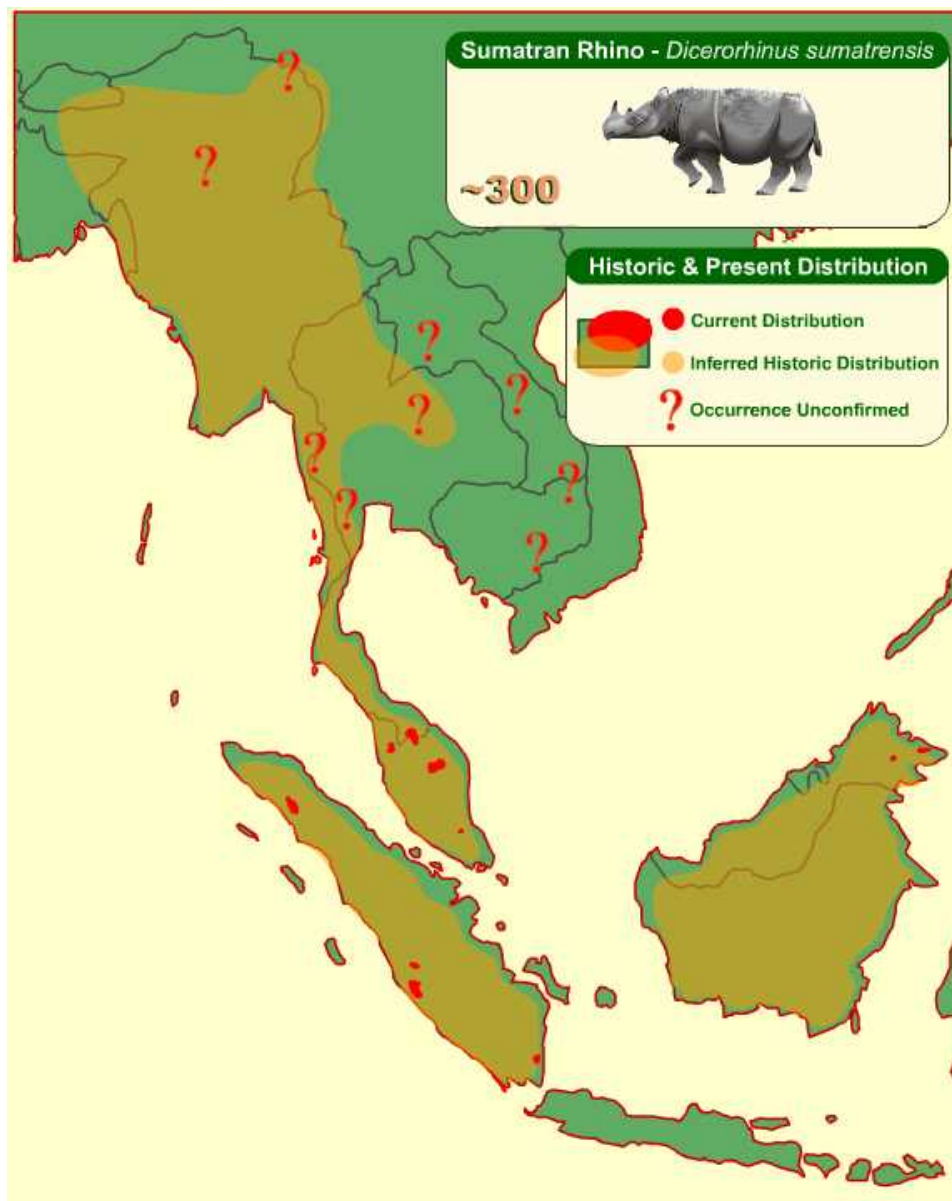 Sumatran Rhino - Dicerorhinus sumatrensis
~300
Historic & Present Distribution
Current Distribution
Inferred Historic Distribution
? Occurrence Unconfirmed
?
?
?
?
?
?
?
?
?